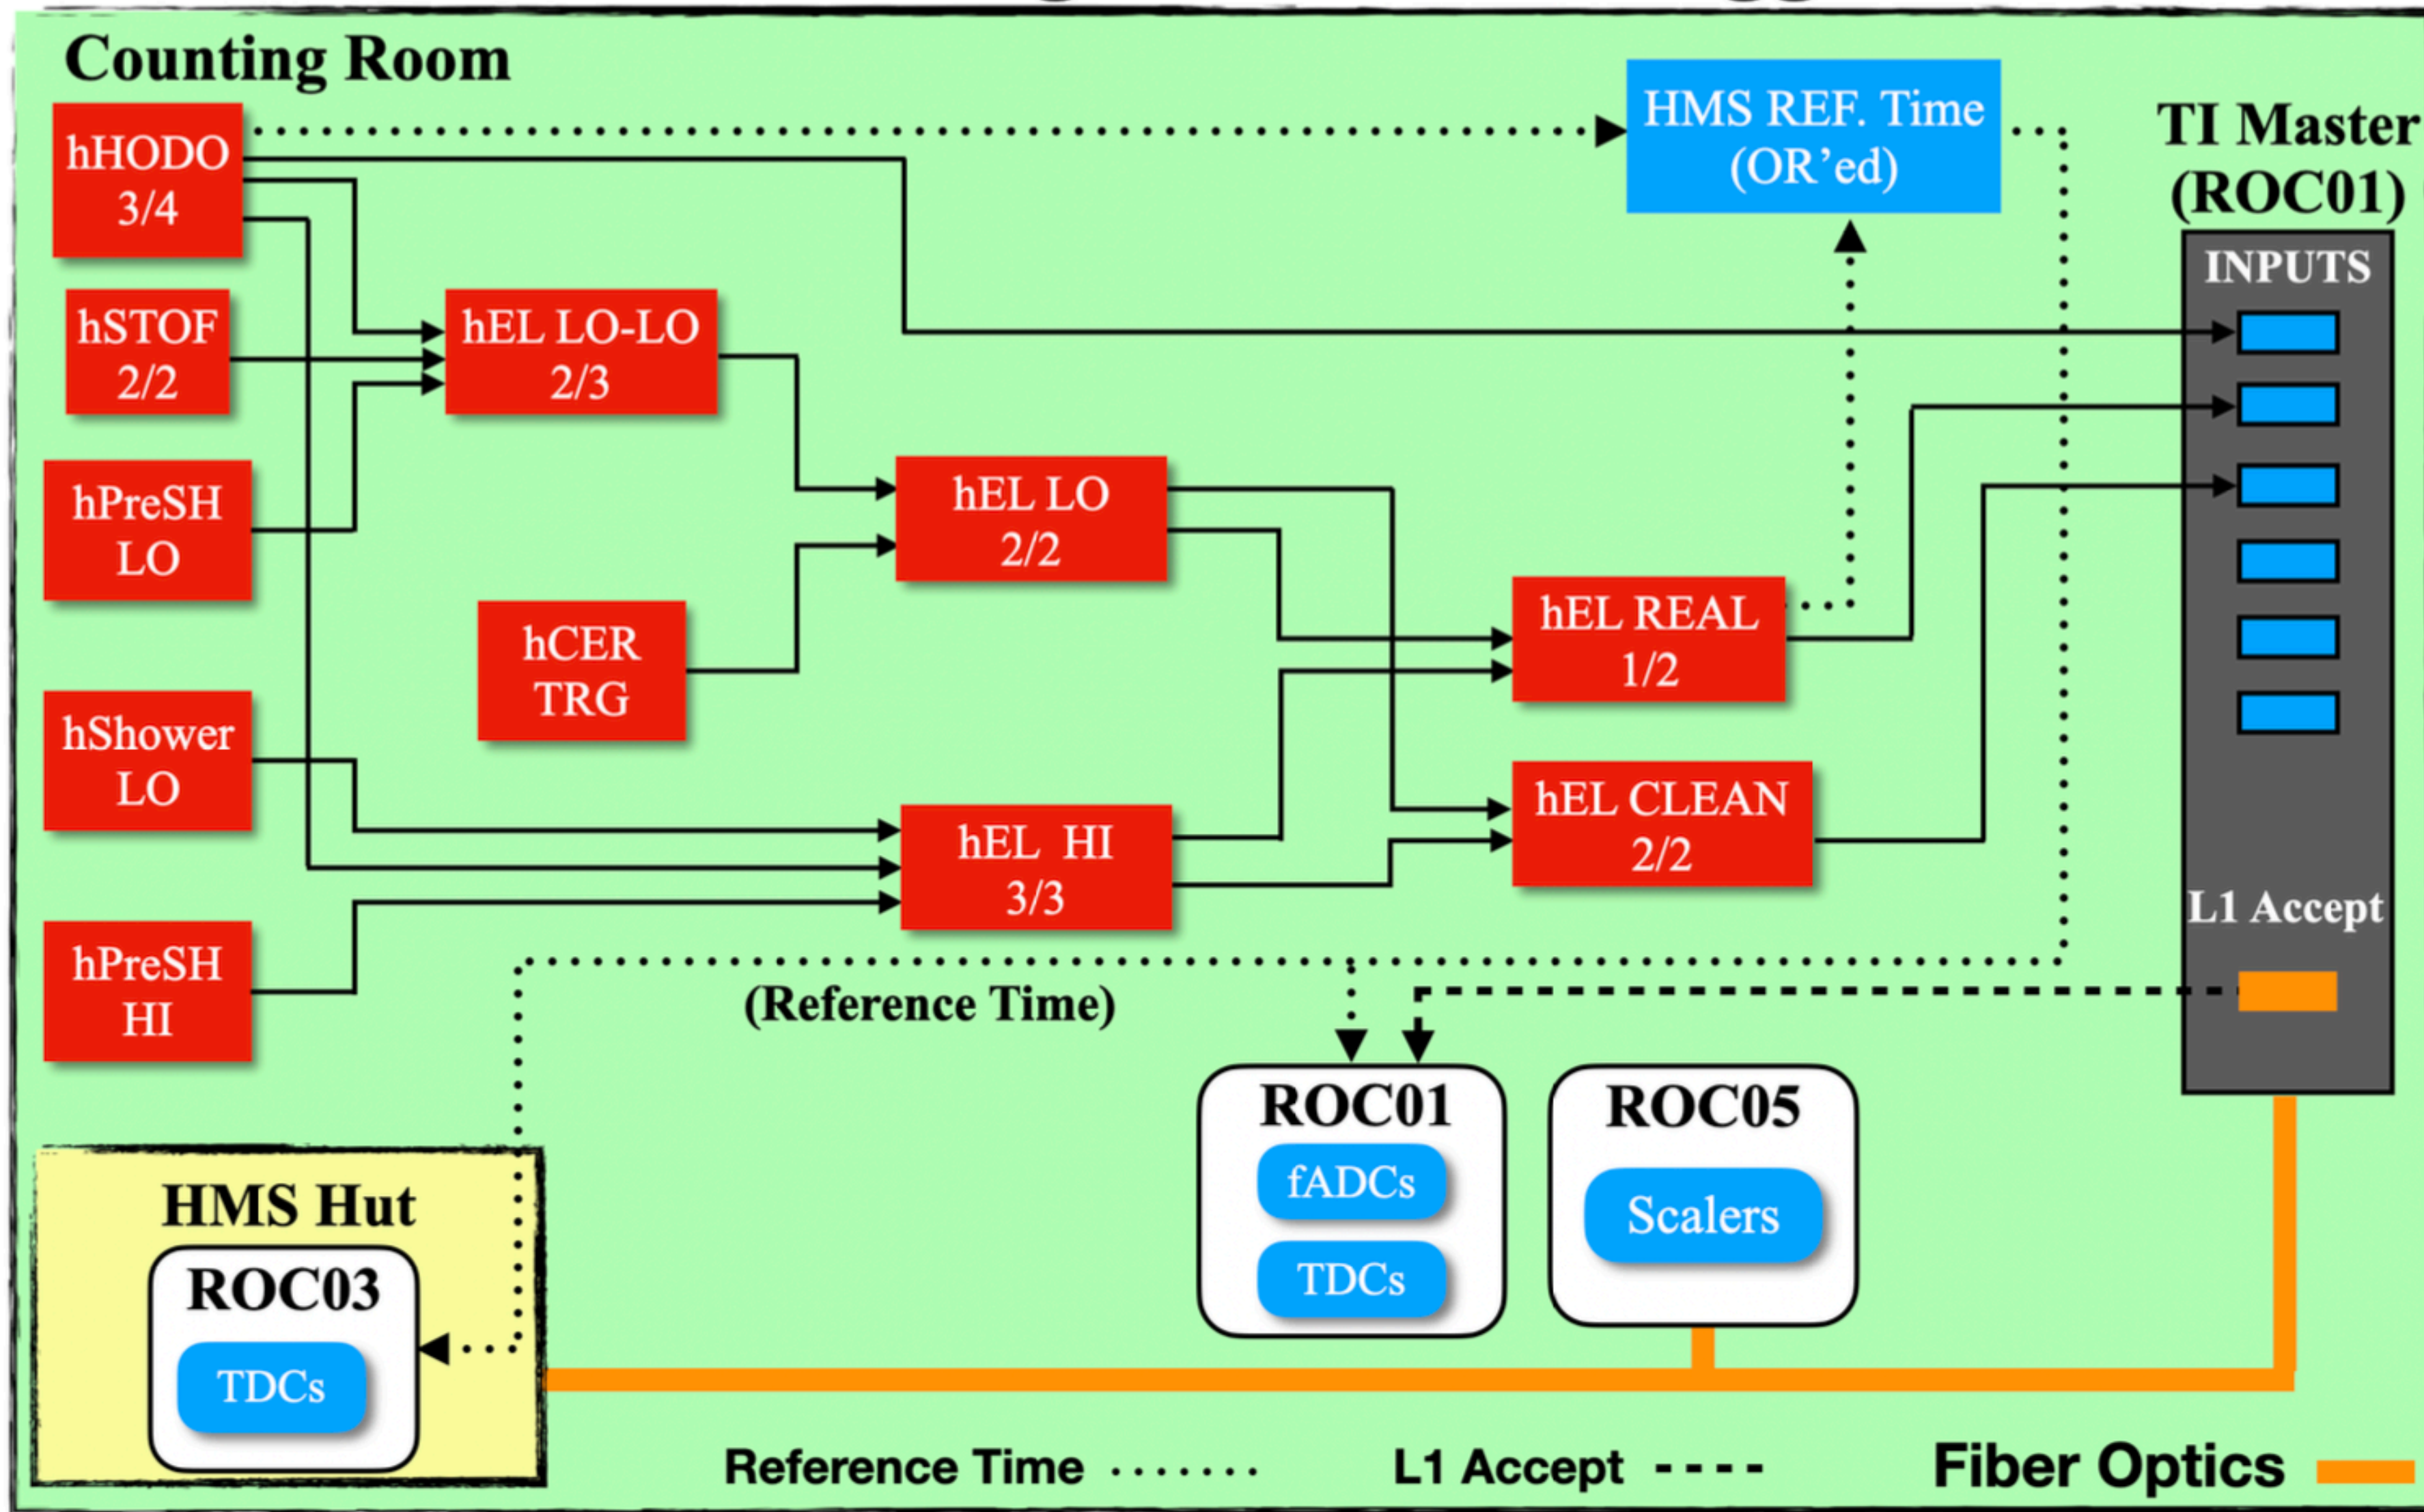 Counting Room
hHODO
3/4
HMS REF. Time
(OR'ed)
TI Master
(ROC01)
INPUTS
hSTOF
2/2
hEL LO-LO
2/3
hPreSH
LO
hEL LO
2/2
hCER
TRG
hEL REAL
1/2
hShower
LO
hEL CLEAN
2/2
hEL HI
3/3
L1 Accept
hPreSH
HI
(Reference Time)
ROC01
fADCs
TDCs
ROC05
Scalers
HMS Hut
ROC03
TDCs
Reference Time
L1 Accept
Fiber Optics